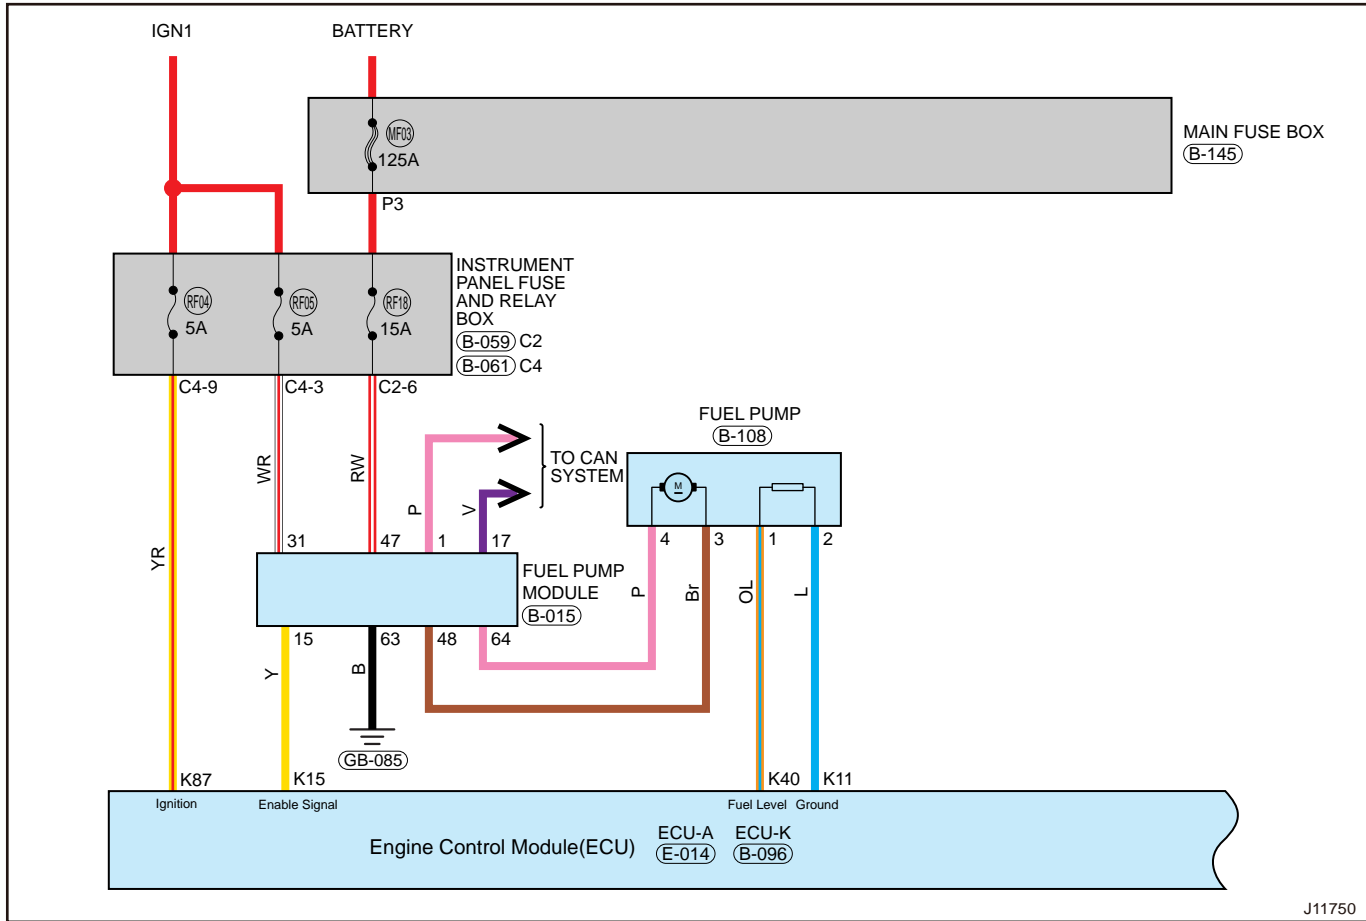 IGN1
BATTERY
MF03
125A
MAIN FUSE BOX
B-145
P3
RF04
5A
RF05
5A
RF18
15A
INSTRUMENT
PANEL FUSE
AND RELAY
BOX
B-059 C2
B-061 C4
C4-9
C4-3
C2-6
TO CAN
SYSTEM
FUEL PUMP
B-108
M
YR
WR
RW
P
V
31
47
1
17
4
3
1
2
FUEL PUMP
MODULE
B-015
P
Br
OL
L
15
63
48
64
Y
B
GB-085
K87
K15
K40
K11
Ignition
Enable Signal
Fuel Level
Ground
Engine Control Module(ECU)
ECU-A
E-014
ECU-K
B-096
J11750